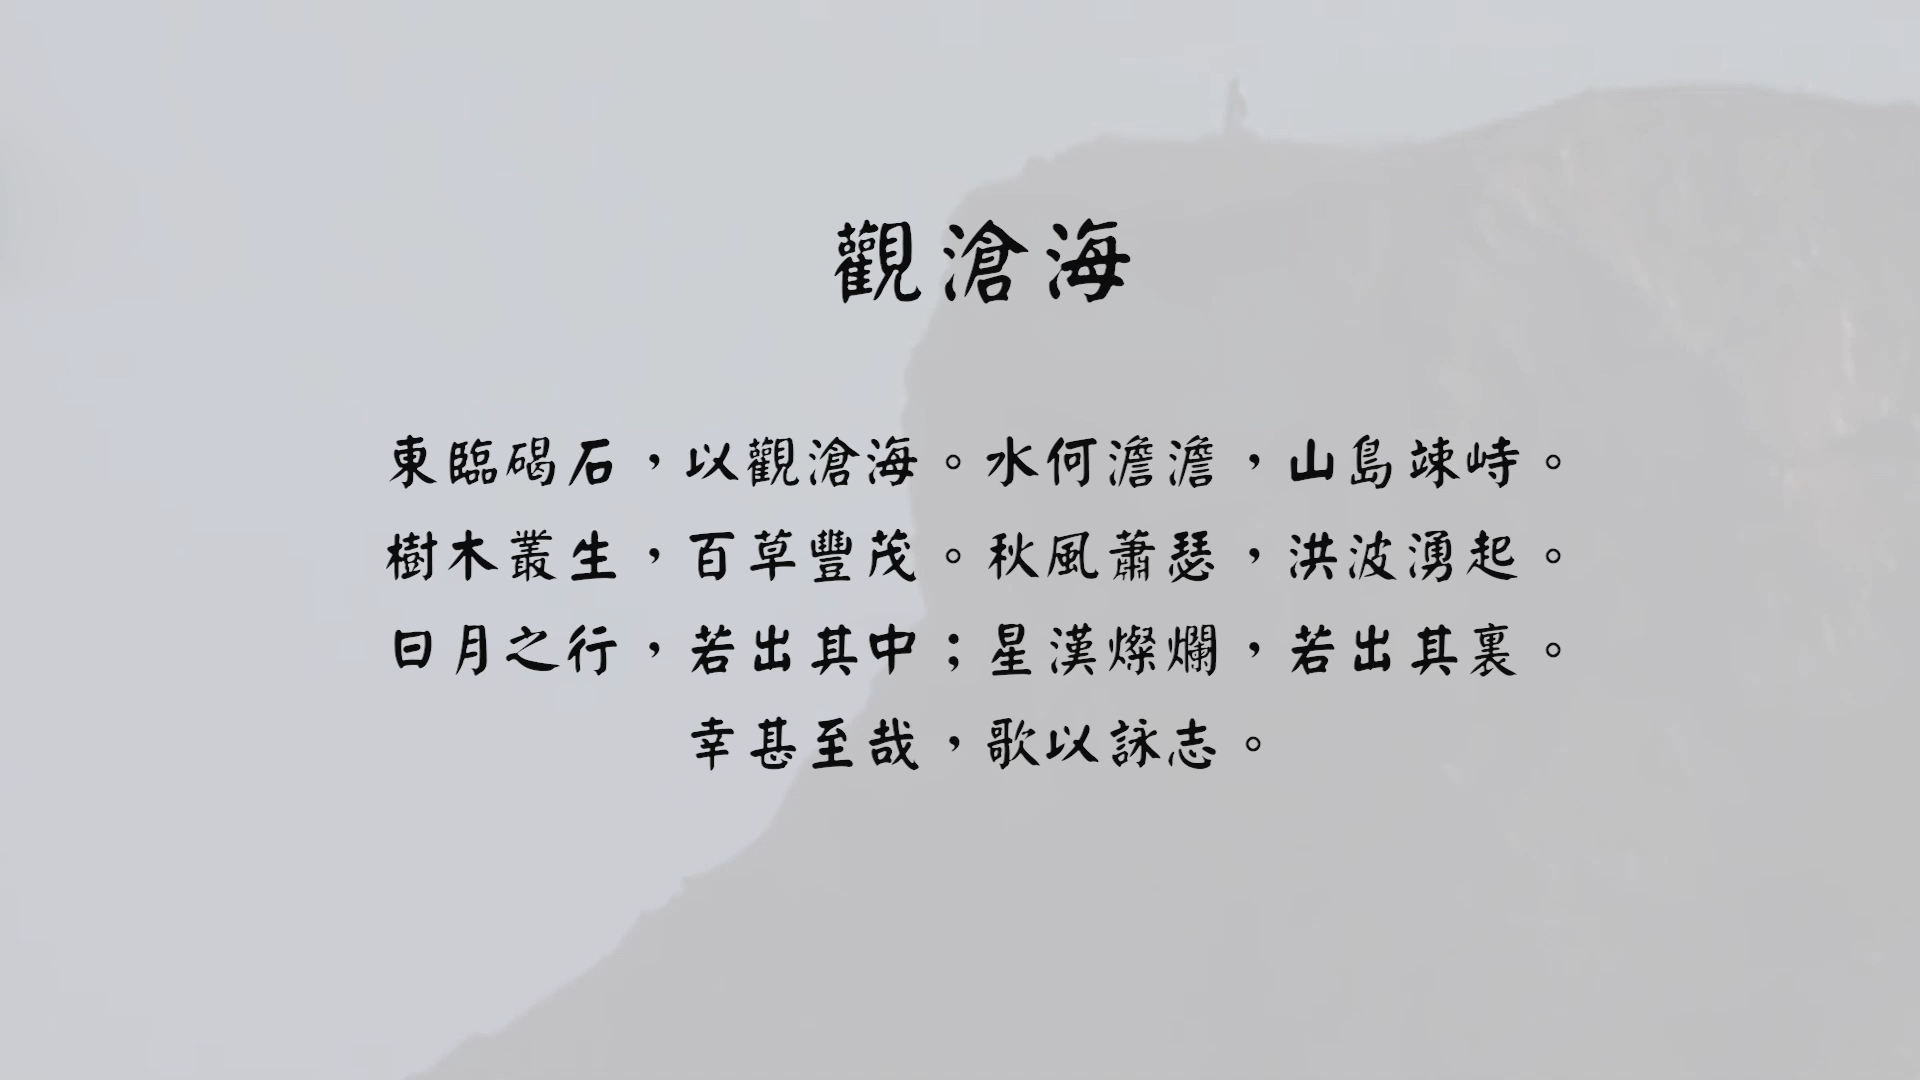 觀滄海
東臨碣石，以觀滄海。水何澹澹，山島竦峙。
樹木叢生，百草豐茂。秋風蕭瑟，洪波湧起。
日月之行，若出其中；星漢燦爛，若出其裏。
幸甚至哉，歌以詠志。